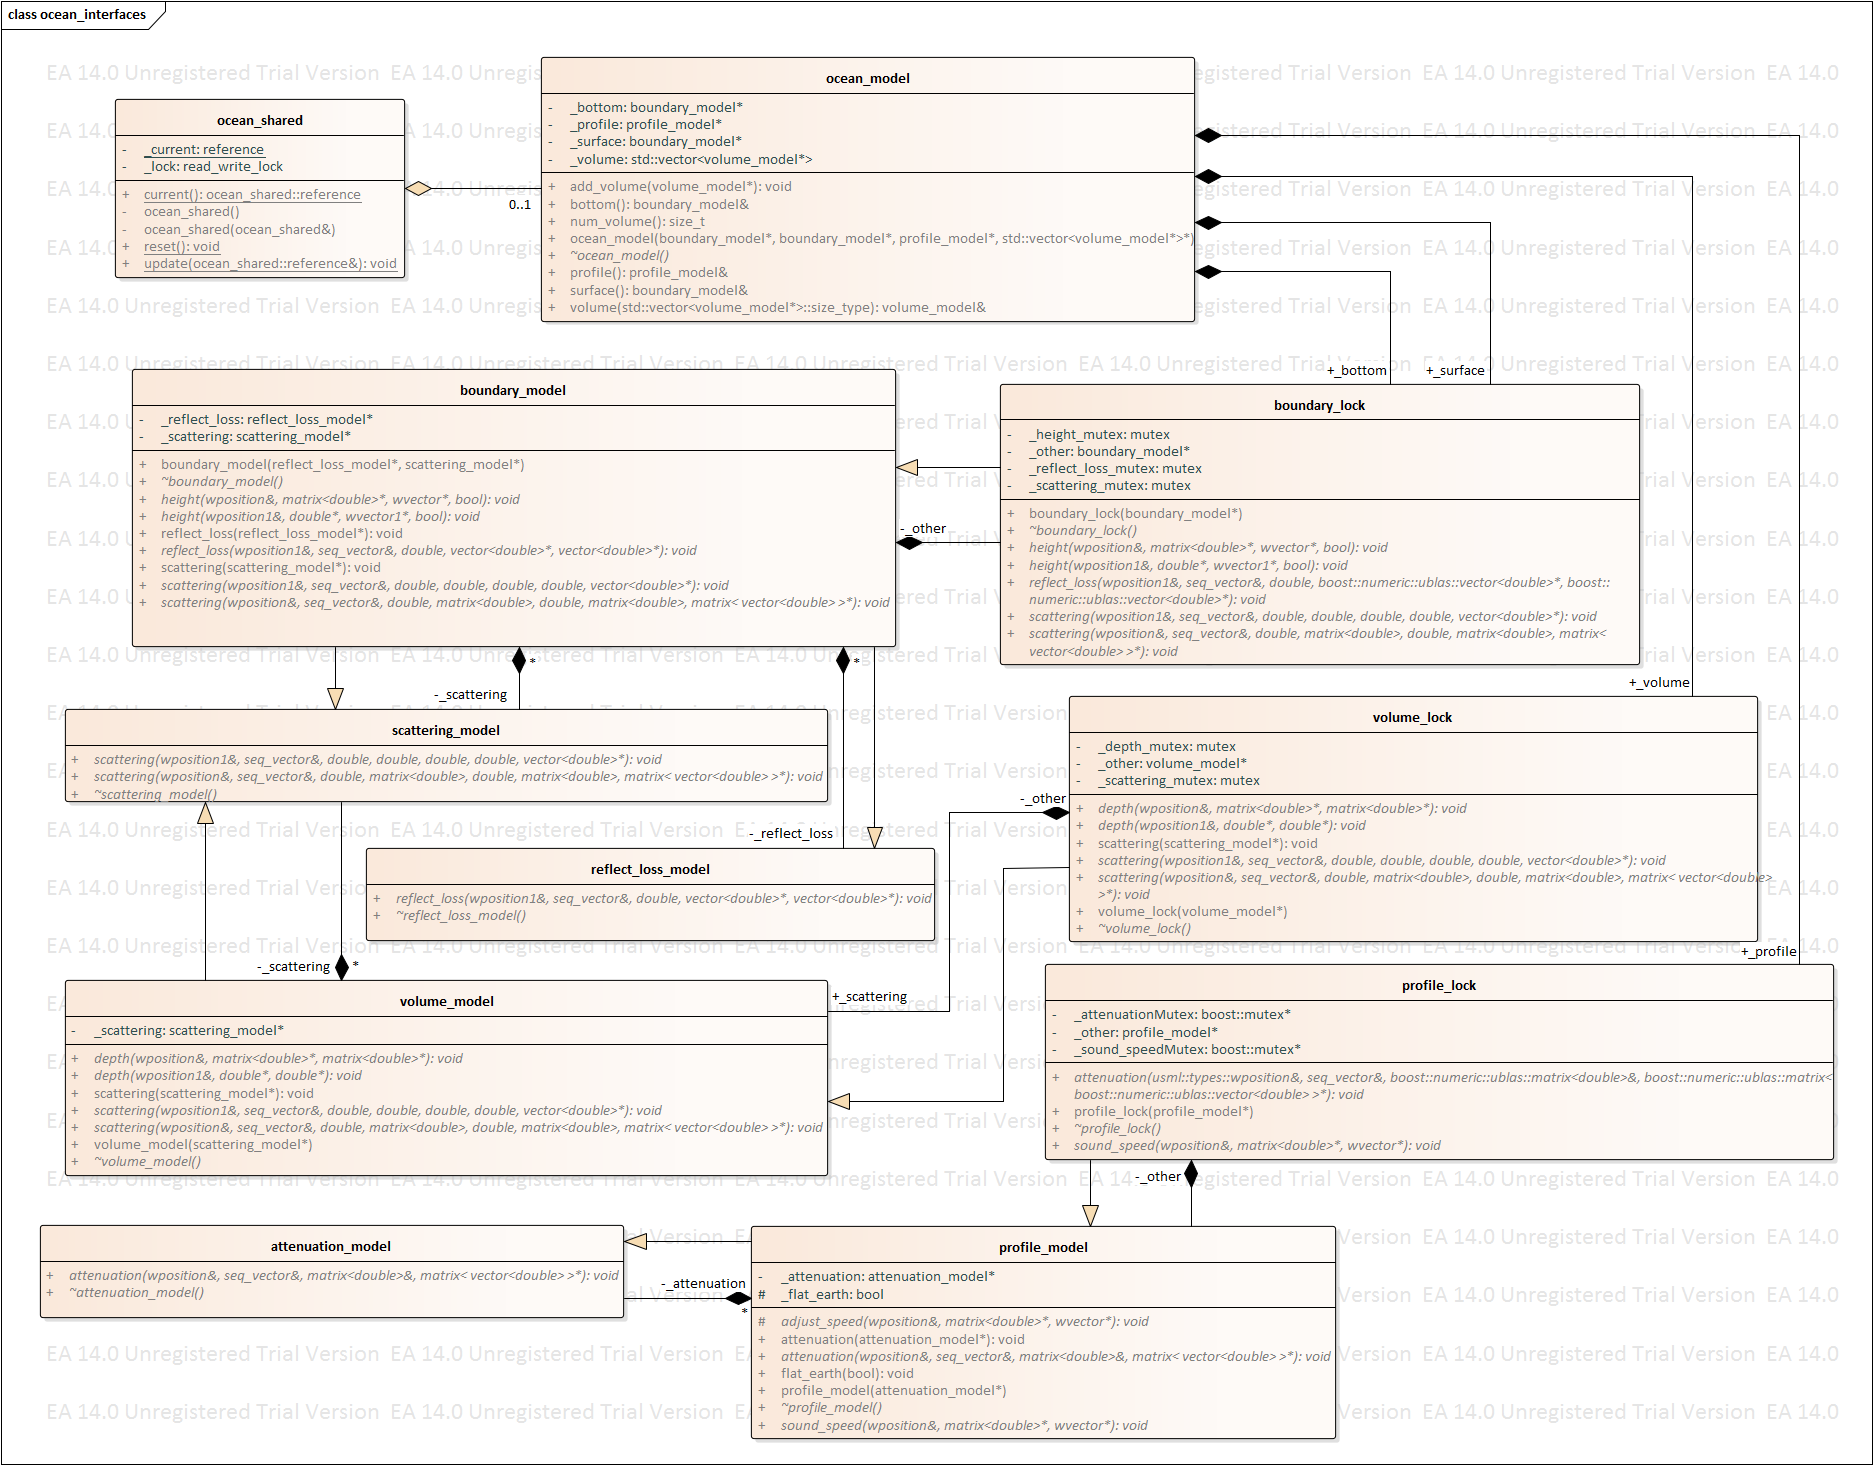 class ocean_interfaces
EA 14.0 Unregistered Trial Version EA 14.0 Unregistered Trial Version EA 14.0
ocean_model
- _bottom: boundary_model*
- _profile: profile_model*
- _surface: boundary_model*
- _volume: std::vector<volume_model*>
+ add_volume(volume_model*): void
+ bottom(): boundary_model&
+ num_volume(): size_t
+ ocean_model(boundary_model*, boundary_model*, profile_model*, std::vector<volume_model*>*)
+ ~ocean_model()
+ profile(): profile_model&
+ surface(): boundary_model&
+ volume(std::vector<volume_model*>::size_type): volume_model&
ocean_shared
- _current: reference
- _lock: read_write_lock
+ current(): ocean_shared::reference
- ocean_shared()
- ocean_shared(ocean_shared&)
+ reset(): void
+ update(ocean_shared::reference&): void
0..1
+_bottom
+_surface
boundary_model
- _reflect_loss: reflect_loss_model*
- _scattering: scattering_model*
+ boundary_model(reflect_loss_model*, scattering_model*)
+ ~boundary_model()
+ height(wposition&, matrix<double>*, wvector*, bool): void
+ height(wposition1&, double*, wvector1*, bool): void
+ reflect_loss(reflect_loss_model*): void
+ reflect_loss(wposition1&, seq_vector&, double, vector<double>*, vector<double>*): void
+ scattering(scattering_model*): void
+ scattering(wposition1&, seq_vector&, double, double, double, double, vector<double>*): void
+ scattering(wposition&, seq_vector&, double, matrix<double>, double, matrix<double>, matrix< vector<double> >*): void
-_other
boundary_lock
- _height_mutex: mutex
- _other: boundary_model*
- _reflect_loss_mutex: mutex
- _scattering_mutex: mutex
+ boundary_lock(boundary_model*)
+ ~boundary_lock()
+ height(wposition&, matrix<double>*, wvector*, bool): void
+ height(wposition1&, double*, wvector1*, bool): void
+ reflect_loss(wposition1&, seq_vector&, double, boost::numeric::ublas::vector<double>*, boost::
numeric::ublas::vector<double>*): void
+ scattering(wposition1&, seq_vector&, double, double, double, double, vector<double>*): void
+ scattering(wposition&, seq_vector&, double, matrix<double>, double, matrix<double>, matrix<
vector<double> >*): void
*
*
-_scattering
+_volume
scattering_model
+ scattering(wposition1&, seq_vector&, double, double, double, double, vector<double>*): void
+ scattering(wposition&, seq_vector&, double, matrix<double>, double, matrix<double>, matrix< vector<double> >*): void
+ ~scattering_model()
-_reflect_loss
reflect_loss_model
+ reflect_loss(wposition1&, seq_vector&, double, vector<double>*, vector<double>*): void
+ ~reflect_loss_model()
-_other
volume_lock
- _depth_mutex: mutex
- _other: volume_model*
- _scattering_mutex: mutex
+ depth(wposition&, matrix<double>*, matrix<double>*): void
+ depth(wposition1&, double*, double*): void
+ scattering(scattering_model*): void
+ scattering(wposition1&, seq_vector&, double, double, double, double, vector<double>*): void
+ scattering(wposition&, seq_vector&, double, matrix<double>, double, matrix<double>, matrix< vector<double>
>*): void
+ volume_lock(volume_model*)
+ ~volume_lock()
-_scattering
*
+_scattering
+_profile
volume_model
- _scattering: scattering_model*
+ depth(wposition&, matrix<double>*, matrix<double>*): void
+ depth(wposition1&, double*, double*): void
+ scattering(scattering_model*): void
+ scattering(wposition1&, seq_vector&, double, double, double, double, vector<double>*): void
+ scattering(wposition&, seq_vector&, double, matrix<double>, double, matrix<double>, matrix< vector<double> >*): void
+ volume_model(scattering_model*)
+ ~volume_model()
profile_lock
- _attenuationMutex: boost::mutex*
- _other: profile_model*
- _sound_speedMutex: boost::mutex*
+ attenuation(usml::types::wposition&, seq_vector&, boost::numeric::ublas::matrix<double>&, boost::numeric::ublas::matrix<
boost::numeric::ublas::vector<double> >*): void
+ profile_lock(profile_model*)
+ ~profile_lock()
+ sound_speed(wposition&, matrix<double>*, wvector*): void
-_other
attenuation_model
+ attenuation(wposition&, seq_vector&, matrix<double>&, matrix< vector<double> >*): void
+ ~attenuation_model()
-_attenuation
*
profile_model
- _attenuation: attenuation_model*
# _flat_earth: bool
# adjust_speed(wposition&, matrix<double>*, wvector*): void
+ attenuation(attenuation_model*): void
+ attenuation(wposition&, seq_vector&, matrix<double>&, matrix< vector<double> >*): void
+ flat_earth(bool): void
+ profile_model(attenuation_model*)
+ ~profile_model()
+ sound_speed(wposition&, matrix<double>*, wvector*): void